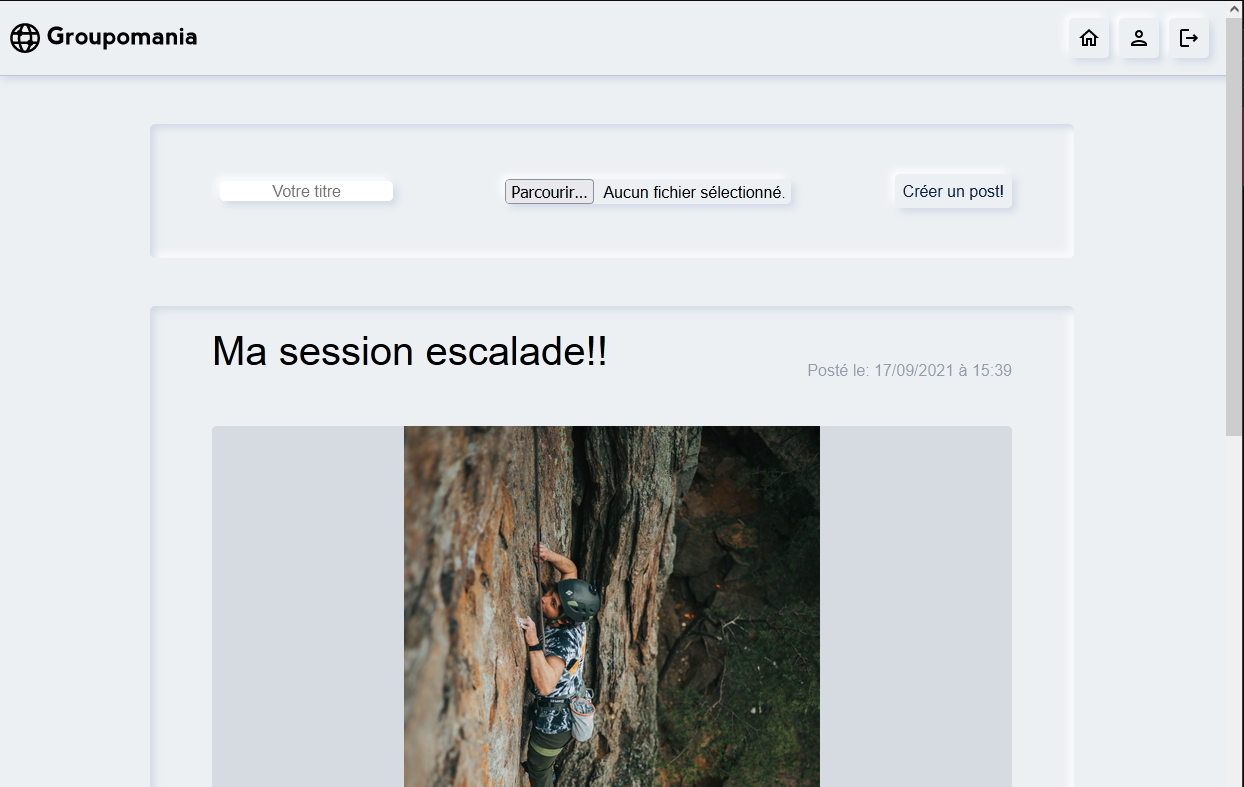 Groupomania
Votre titre
Parcourir... Aucun fichier sélectionné.
Créer un post!
Ma session escalade!!
Posté le: 17/09/2021 à 15:39